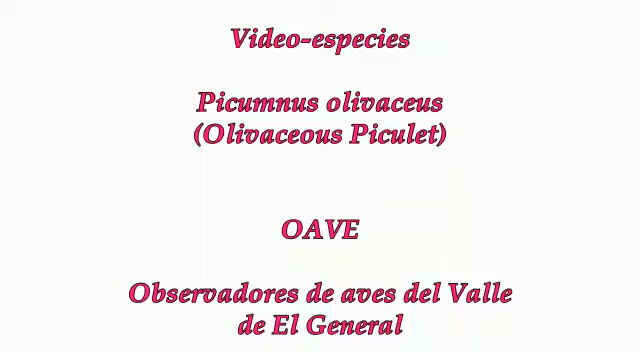 Video-especies
Picumnus olivaceus
(Olivaceous Piculet)
OAVE
Observadores de aves del Valle
de El General